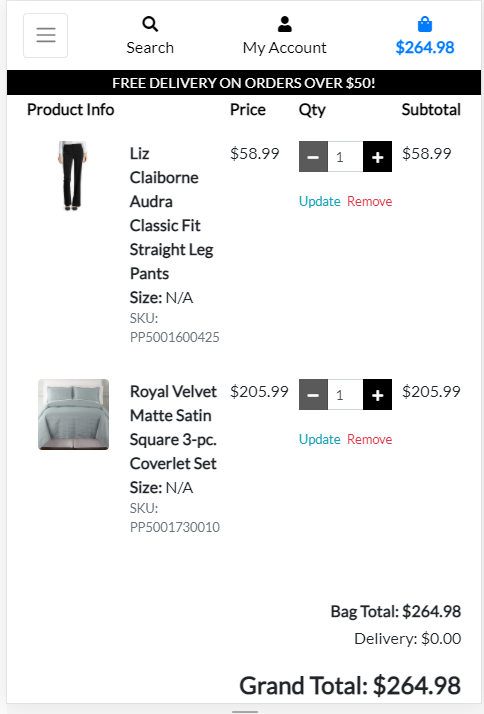 Search
My Account
$264.98
FREE DELIVERY ON ORDERS OVER $50!
Product Info Price Qty Subtotal
Liz $58.99 1 $58.99
Claiborne
Audra
Update Remove
Classic Fit
Straight Leg
Pants
Size: N/A
SKU:
PP5001600425
Royal Velvet $205.99 1 $205.99
Matte Satin
Square 3-pc.
Update Remove
Coverlet Set
Size: N/A
SKU:
PP5001730010
Bag Total: $264.98
Delivery: $0.00
Grand Total: $264.98